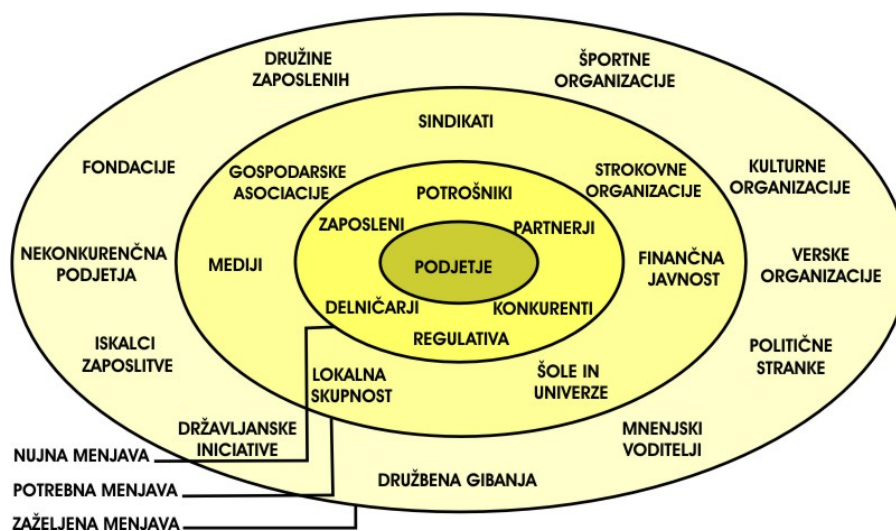 DRUŽINE
ZAPOSLENIH
ŠPORTNE
ORGANIZACIJE
SINDIKATI
FONDACIJE
GOSPODARSKE
ASOCIACIJE
STROKOVNE
ORGANIZACIJE
KULTURNE
ORGANIZACIJE
POTROŠNIKI
ZAPOSLENI
PARTNERJI
NEKONKURENČNA
PODJETJA
MEDIJI
PODJETJE
FINANČNA
JAVNOST
VERSKE
ORGANIZACIJE
DELNIČARJI
KONKURENTI
REGULATIVA
ISKALCI
ZAPOSLITVE
LOKALNA
SKUPNOST
ŠOLE IN
UNIVERZE
POLITIČNE
STRANKE
DRŽAVLJANSKE
INICIATIVE
MNENJSKI
VODITELJI
DRUŽBENA GIBANJA
NUJNA MENJAVA
POTREBNA MENJAVA
ZAŽELJENA MENJAVA